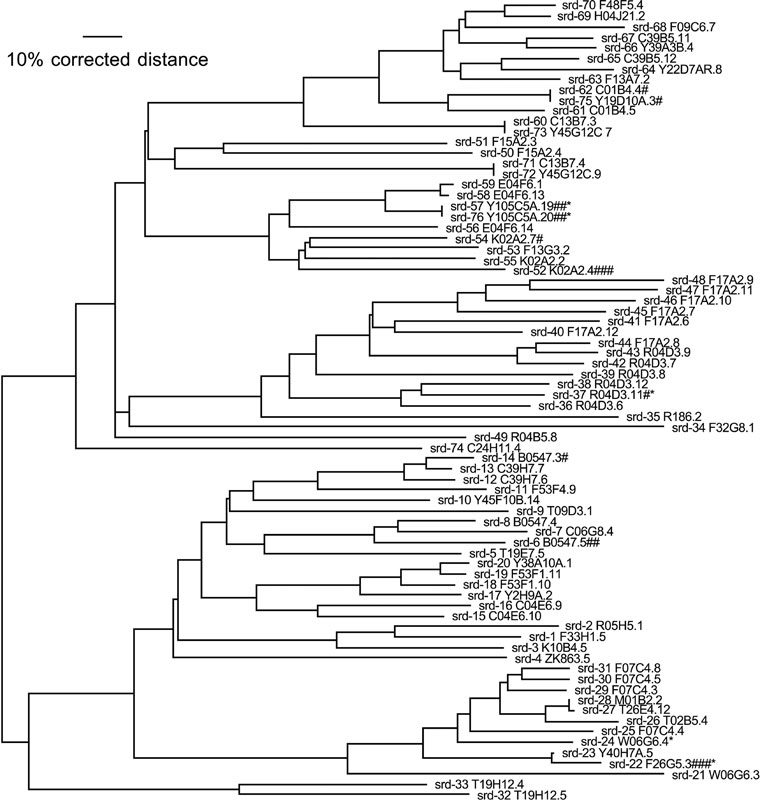 srd-70 F48F5.4
srd-69 H04J21.2
srd-68 F09C6.7
10% corrected distance
srd-67 C39B5.11
srd-66 Y39A3B.4
srd-65 C39B5.12
srd-64 Y22D7AR.8
srd-63 F13A7.2
srd-62 C01B4.4#
srd-75 Y19D10A.3#
srd-61 C01B4.5
srd-60 C13B7.3
srd-73 Y45G12C 7
srd-51 F15A2.3
srd-50 F15A2.4
srd-71 C13B7.4
srd-72 Y45G12C.9
srd-59 E04F6.1
srd-58 E04F6.13
srd-57 Y105C5A.19##*
srd-76 Y105C5A.20##*
srd-56 E04F6.14
srd-54 K02A2.7#
srd-53 F13G3.2
srd-55 K02A2.2
srd-52 K02A2.4###
srd-48 F17A2.9
srd-47 F17A2.11
srd-46 F17A2.10
srd-45 F17A2.7
srd-41 F17A2.6
srd-40 F17A2.12
srd-44 F17A2.8
srd-43 R04D3.9
srd-42 R04D3.7
srd-39 R04D3.8
srd-38 R04D3.12
srd-37 R04D3.11#*
srd-36 R04D3.6
srd-35 R186.2
srd-34 F32G8.1
srd-49 R04B5.8
srd-74 C24H11.4
srd-14 B0547.3#
srd-13 C39H7.7
srd-12 C39H7.6
srd-11 F53F4.9
srd-10 Y45F10B.14
srd-9 T09D3.1
srd-8 B0547.4
srd-7 C06G8.4
srd-6 B0547.5##
srd-5 T19E7.5
srd-20 Y38A10A.1
srd-19 F53F1.11
srd-18 F53F1.10
srd-17 Y2H9A.2
srd-16 C04E6.9
srd-15 C04E6.10
srd-2 R05H5.1
srd-1 F33H1.5
srd-3 K10B4.5
srd-4 ZK863.5
srd-31 F07C4.8
srd-30 F07C4.5
srd-29 F07C4.3
srd-28 M01B2.2
srd-27 T26E4.12
srd-26 T02B5.4
srd-25 F07C4.4
srd-24 W06G6.4*
srd-23 Y40H7A.5
srd-22 F26G5.3###*
srd-21 W06G6.3
srd-33 T19H12.4
srd-32 T19H12.5